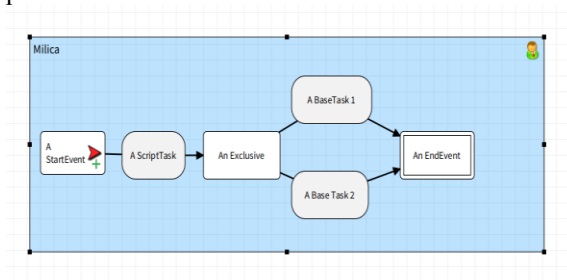 Milica
A BaseTask 1
A
StartEvent
A ScriptTask
An Exclusive
An EndEvent
A Base Task 2